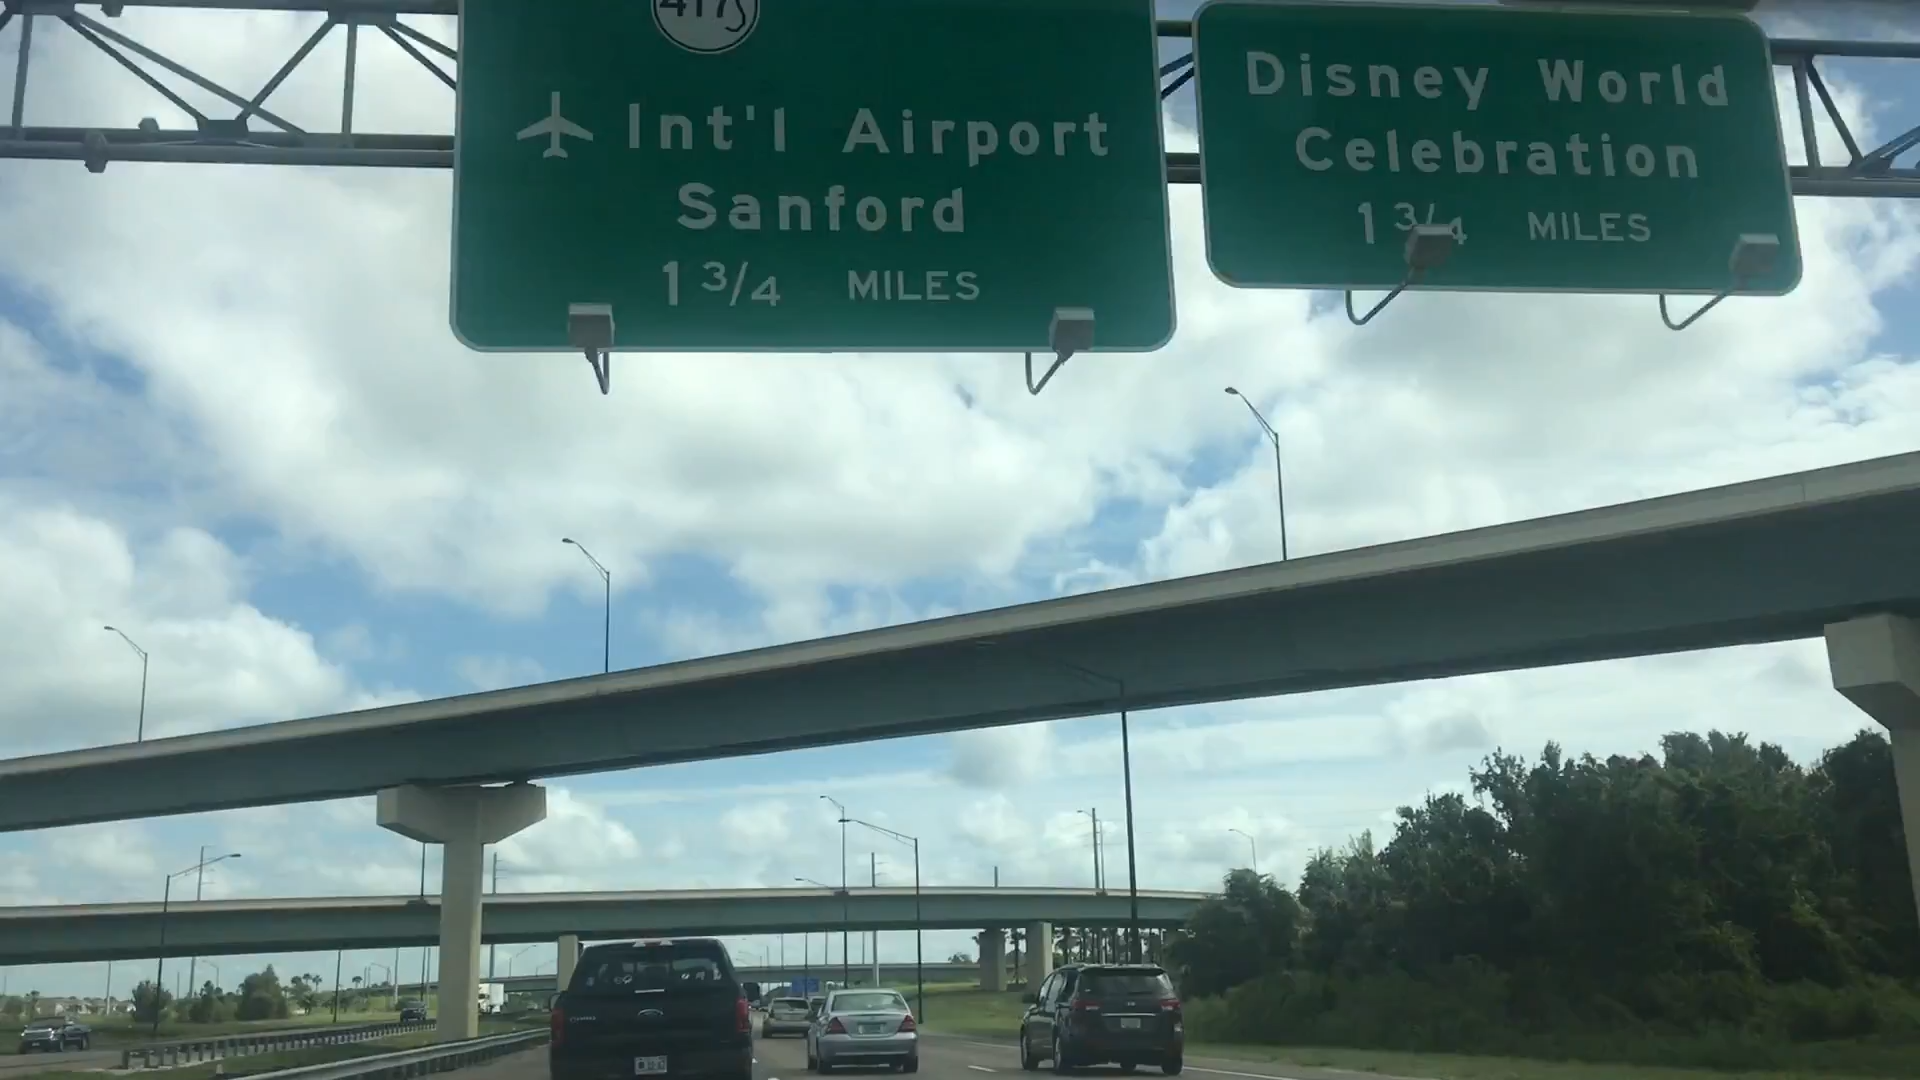 417
Int'l Airport
Sanford
1 3/4 MILES
Disney World
Celebration
1 3/4 MILES